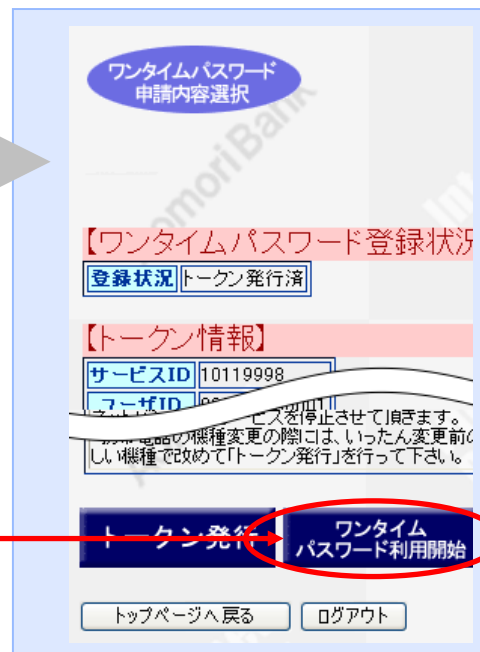 ワンタイムパスワード
申請内容選択
AomoriBank
【ワンタイムパスワード登録状況
登録状況 トークン発行済
【トークン情報】
サービスID 10119998
ユーザID
ービスを停止させて頂きます。
の機種変更の際には、いったん変更前の
しい機種で改めて「トークン発行」を行って下さい。
トークン発行
ワンタイム
パスワード利用開始
トップページへ戻る ログアウト